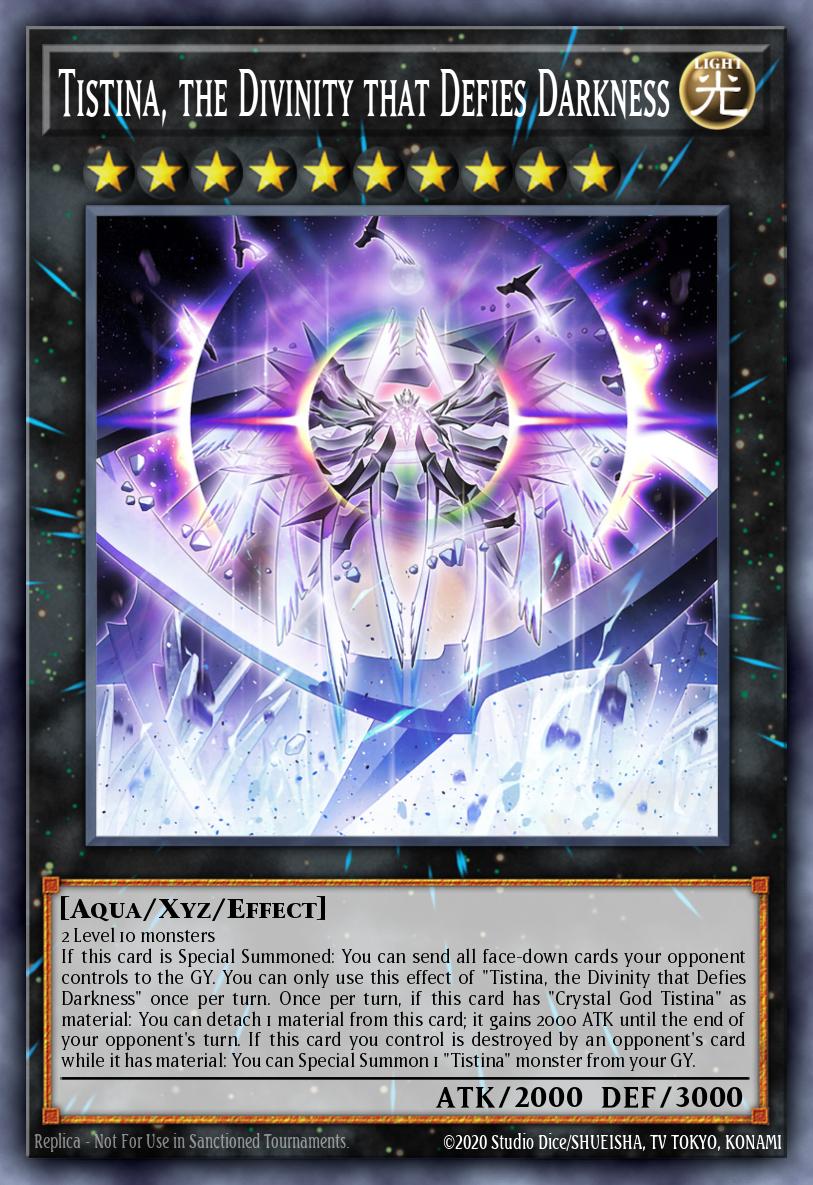 Tistina, the Divinity that Defies Darkness
LIGHT
光
[Aqua/Xyz/Effect]
2 Level 10 monsters
If this card is Special Summoned: You can send all face-down cards your opponent
controls to the GY. You can only use this effect of "Tistina, the Divinity that Defies
Darkness" once per turn. Once per turn, if this card has "Crystal God Tistina" as
material: You can detach 1 material from this card; it gains 2000 ATK until the end of
your opponent's turn. If this card you control is destroyed by an opponent's card
while it has material: You can Special Summon 1 "Tistina" monster from your GY.
ATK/2000 DEF/3000
Replica - Not For Use in Sanctioned Tournaments.
©2020 Studio Dice/SHUEISHA, TV TOKYO, KONAMI